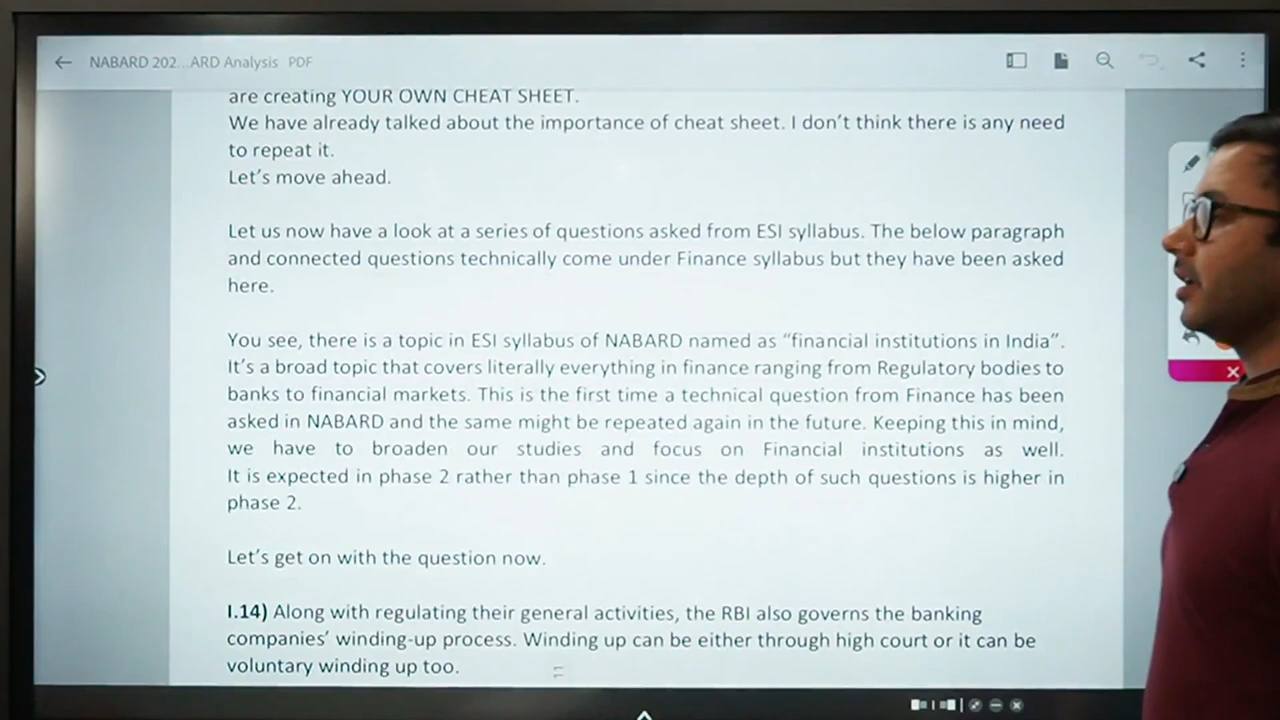 NABARD 202...ARD Analysis PDF
are creating YOUR OWN CHEAT SHEET.
We have already talked about the importance of cheat sheet. I don't think there is any need
to repeat it.
Let's move ahead.
Let us now have a look at a series of questions asked from ESI syllabus. The below paragraph
and connected questions technically come under Finance syllabus but they have been asked
here.
You see, there is a topic in ESI syllabus of NABARD named as “financial institutions in India”.
It's a broad topic that covers literally everything in finance ranging from Regulatory bodies to
banks to financial markets. This is the first time a technical question from Finance has been
asked in NABARD and the same might be repeated again in the future. Keeping this in mind,
we have to broaden our studies and focus on Financial institutions as well.
It is expected in phase 2 rather than phase 1 since the depth of such questions is higher in
phase 2.
Let's get on with the question now.
I.14) Along with regulating their general activities, the RBI also governs the banking
companies' winding-up process. Winding up can be either through high court or it can be
voluntary winding up too.